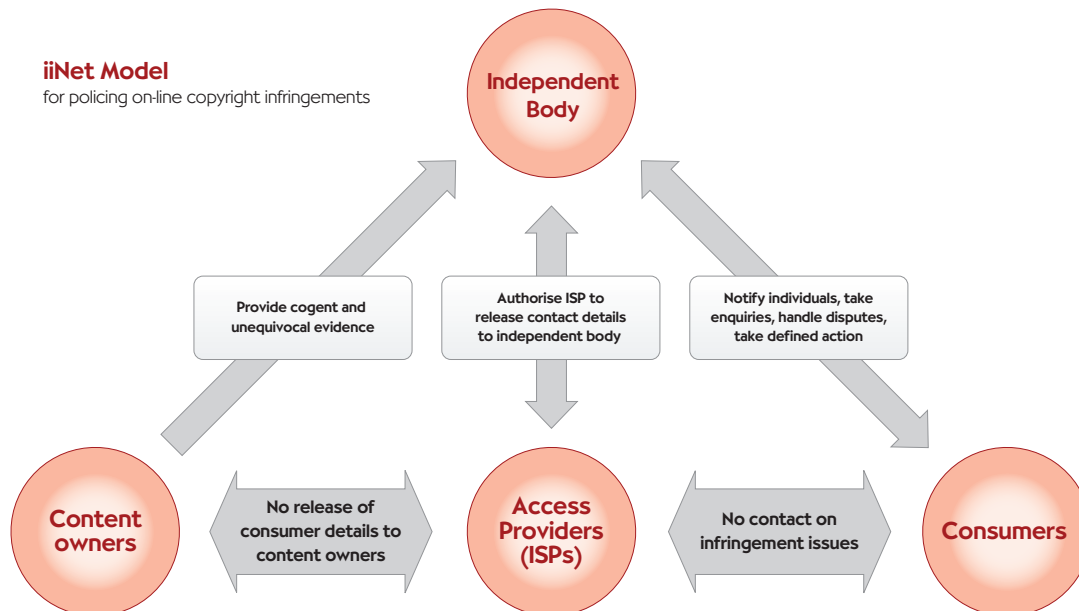 iiNet Model
for policing on-line copyright infringements
Independent
Body
Provide cogent and
unequivocal evidence
Authorise ISP to
release contact details
to independent body
Notify individuals, take
enquiries, handle disputes,
take defined action
Content
owners
No release of
consumer details to
content owners
Access
Providers
(ISPs)
No contact on
infringement issues
Consumers